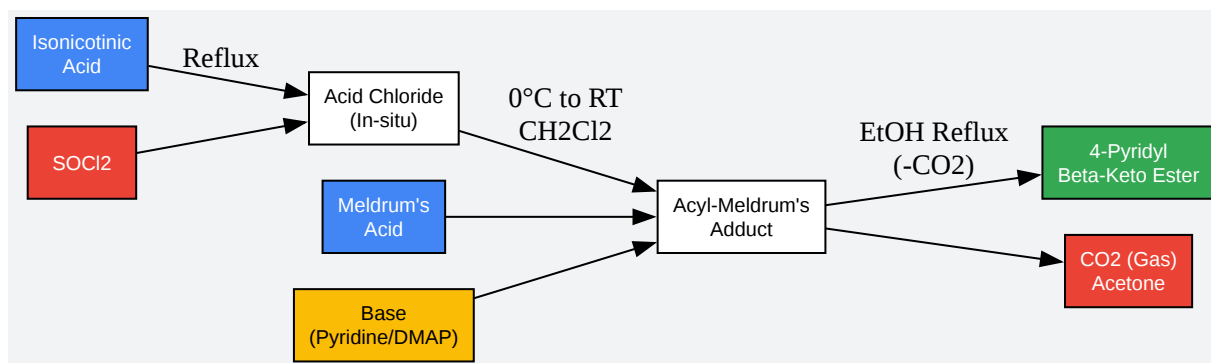 Isonicotinic
Acid
Reflux
SOCl2
Acid Chloride
(In-situ)
0°C to RT
CH2Cl2
Meldrum's
Acid
Base
(Pyridine/DMAP)
Acyl-Meldrum's
Adduct
EtOH Reflux
(-CO2)
4-Pyridyl
Beta-Keto Ester
CO2 (Gas)
Acetone